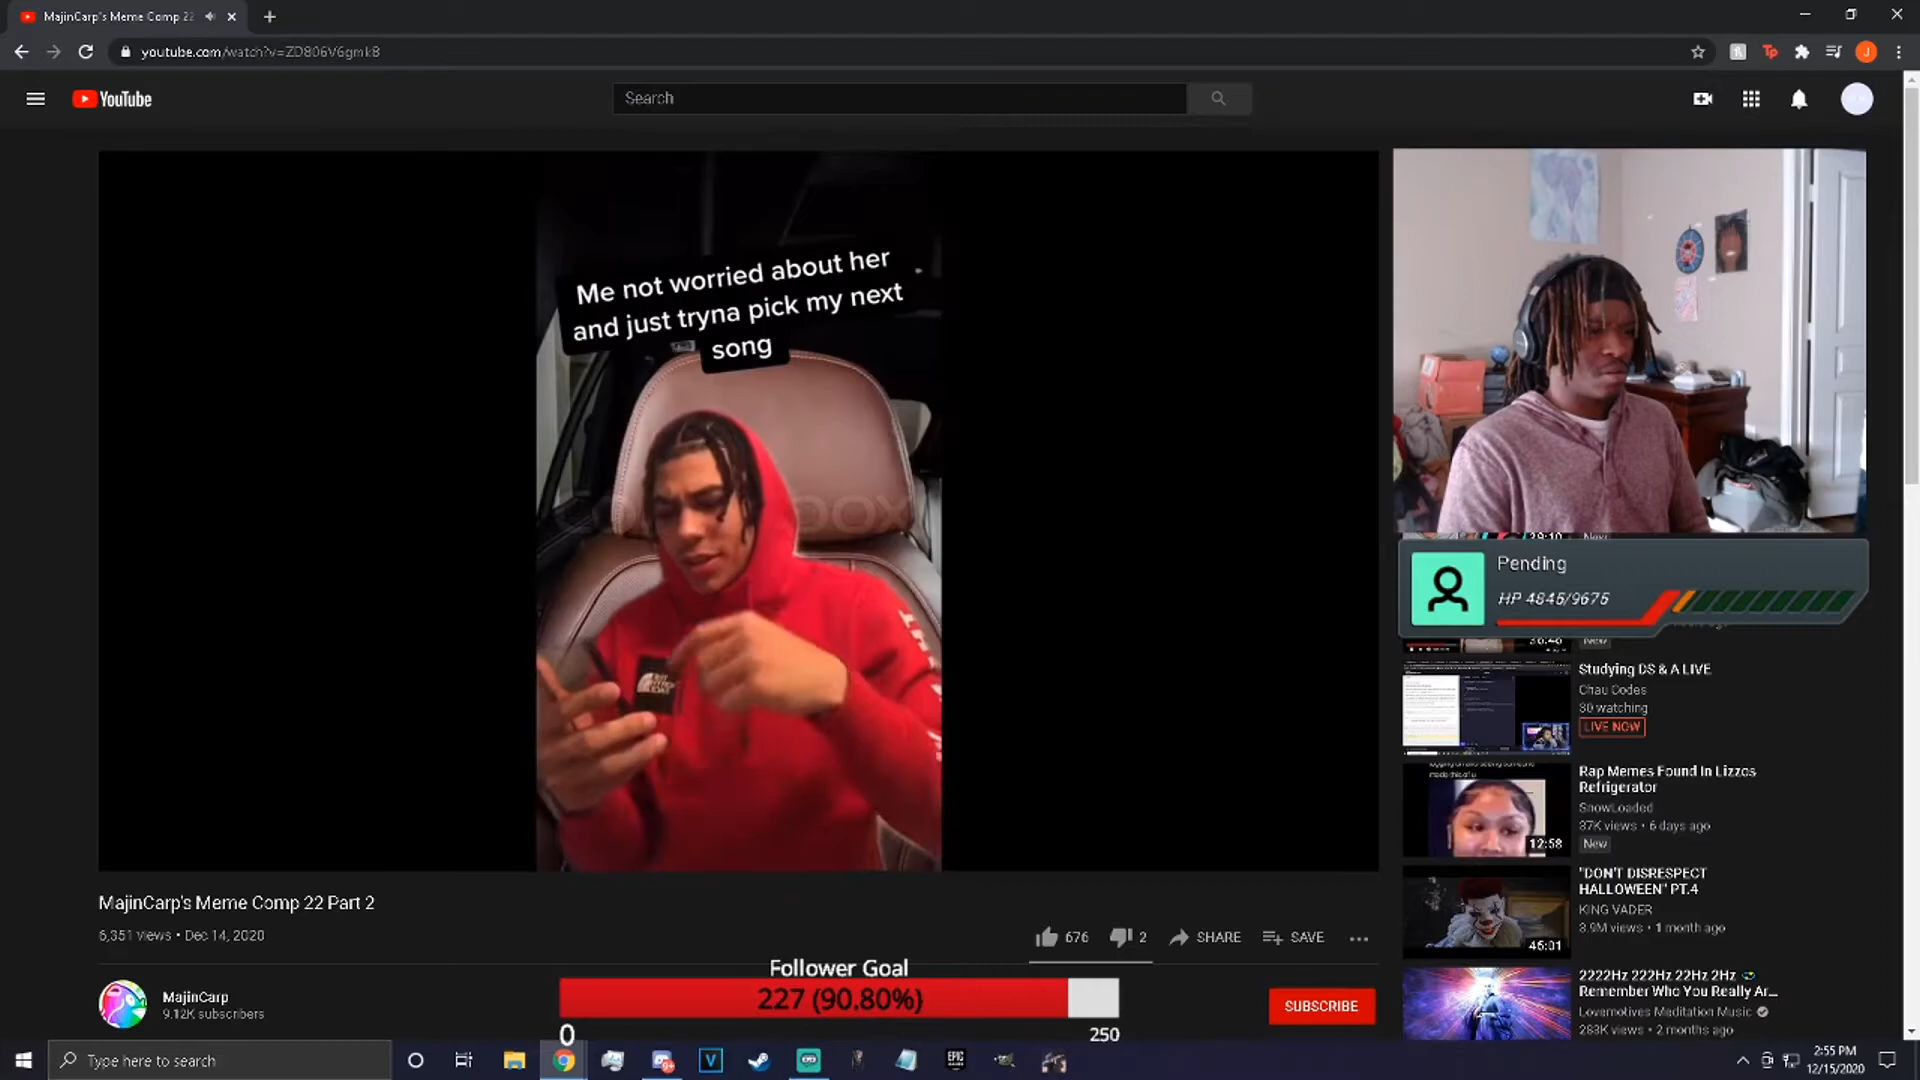 MajinCarp's Meme Comp 22
youtube.com/watch?v=ZD806V6gmk8
YouTube
Search
Me not worried about her
and just tryna pick my next
song
Pending
HP 4845/9675
New
Studying DS & A LIVE
Chau Codes
30 watching
LIVE NOW
Rap Memes Found In Lizzos
Refrigerator
SnowLoaded
37K views • 6 days ago
New
12:58
"DON'T DISRESPECT
HALLOWEEN" PT.4
KING VADER
3.9M views • 1 month ago
45:01
2222Hz 222Hz 22Hz 2Hz
Remember Who You Really Ar...
Lovemotives Meditation Music
283K views • 2 months ago
MajinCarp's Meme Comp 22 Part 2
6,351 views • Dec 14, 2020
676
2
SHARE
SAVE
Follower Goal
227 (90.80%)
0
250
MajinCarp
9.12K subscribers
SUBSCRIBE
Type here to search
2:55 PM
12/15/2020